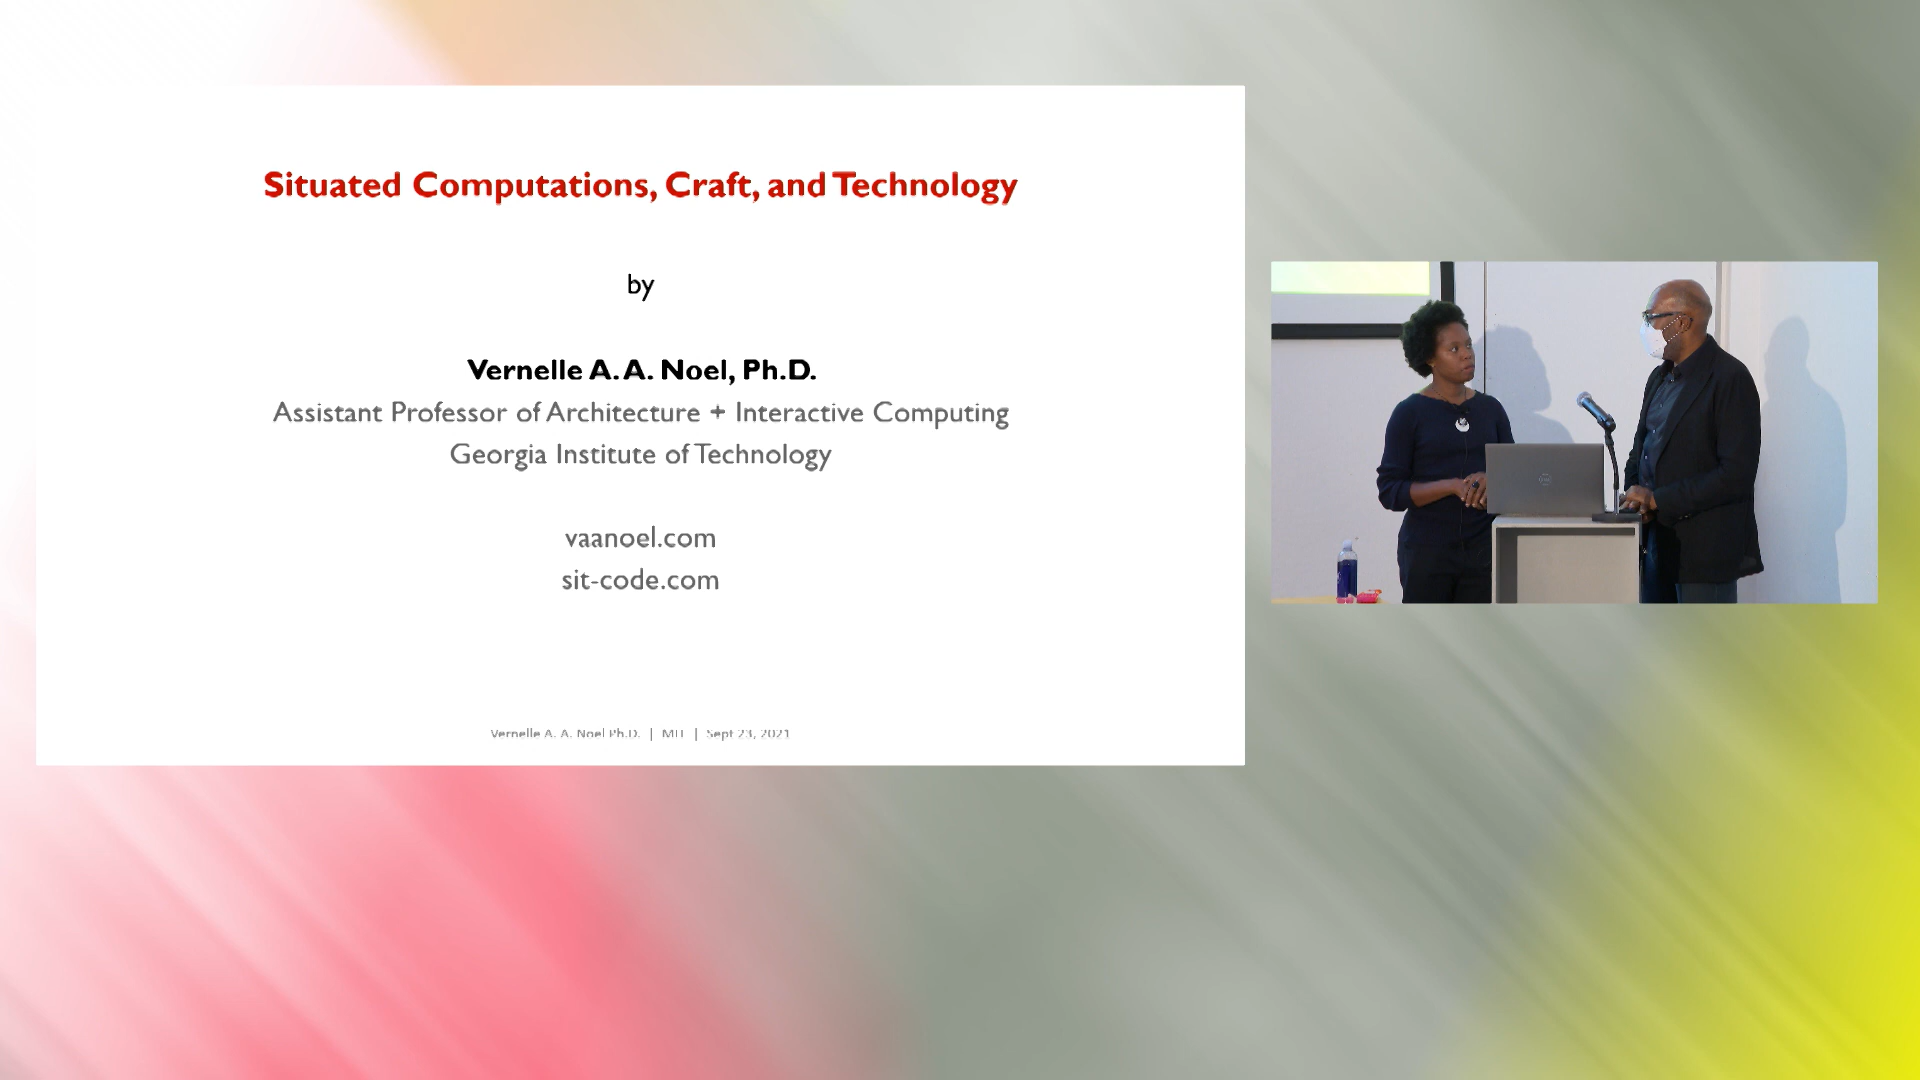 Situated Computations, Craft, and Technology
by
Vernelle A. A. Noel, Ph.D.
Assistant Professor of Architecture + Interactive Computing
Georgia Institute of Technology
vaanoel.com
sit-code.com
Vernelle A. A. Noel Ph.D. | MIT | Sept 23, 2021